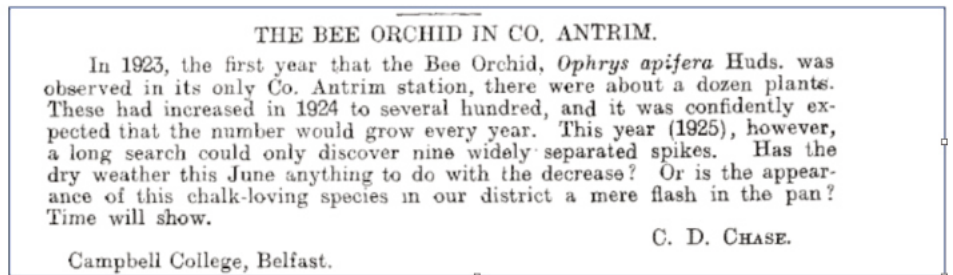 THE BEE ORCHID IN CO. ANTRIM.
In 1923, the first year that the Bee Orchid, Ophrys apifera Huds. was
observed in its only Co. Antrim station, there were about a dozen plants.
These had increased in 1924 to several hundred, and it was confidently ex-
pected that the number would grow every year. This year (1925), however,
a long search could only discover nine widely separated spikes. Has the
dry weather this June anything to do with the decrease? Or is the appear-
ance of this chalk-loving species in our district a mere flash in the pan?
Time will show.
C. D. CHASE.
Campbell College, Belfast.